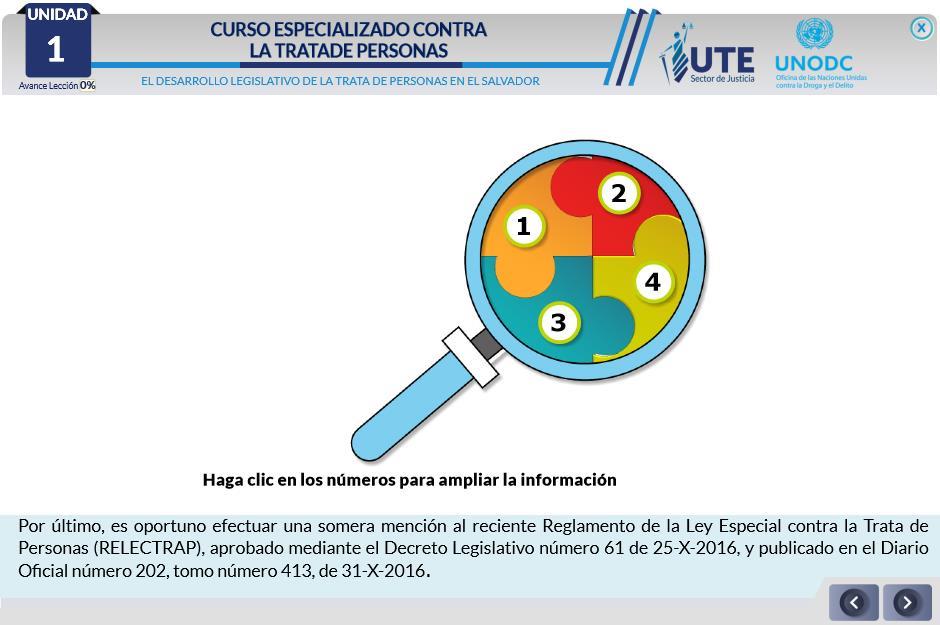 UNIDAD
1
Avance Lección 0%
CURSO ESPECIALIZADO CONTRA
LA TRATADE PERSONAS
EL DESARROLLO LEGISLATIVO DE LA TRATA DE PERSONAS EN EL SALVADOR
UTE
Sector de Justicia
UNODC
Oficina de las Naciones Unidas
contra la Droga y el Delito
X
1
2
3
4
Haga clic en los números para ampliar la información
Por último, es oportuno efectuar una somera mención al reciente Reglamento de la Ley Especial contra la Trata de
Personas (RELECTRAP), aprobado mediante el Decreto Legislativo número 61 de 25-X-2016, y publicado en el Diario
Oficial número 202, tomo número 413, de 31-X-2016.